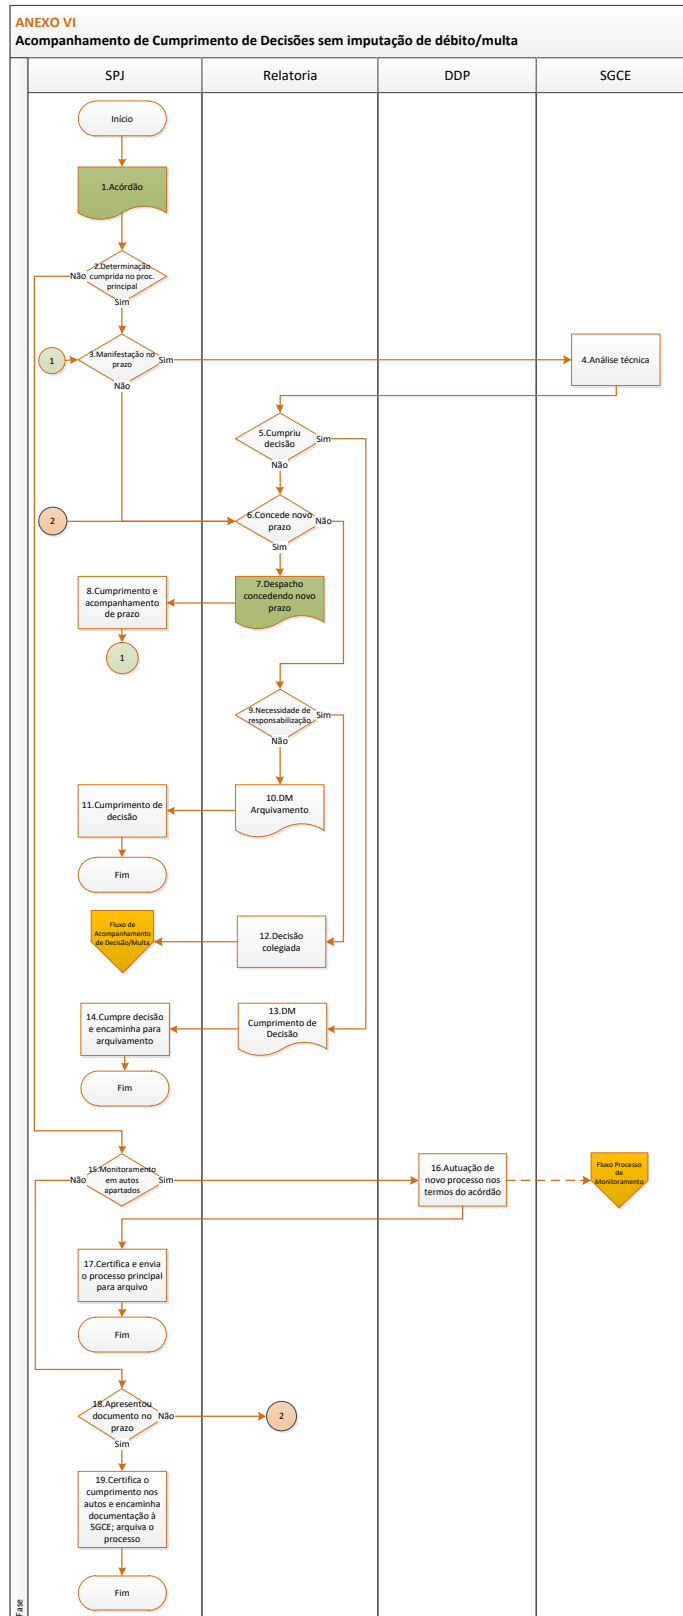 ANEXO VI
Acompanhamento de Cumprimento de Decisões sem imputação de débito/multa
SPJ
Relatoria
DDP
SGCE
Início
1.Acórdão
2.Determinação
cumprida no proc.
principal
Não
Sim
1
3.Manifestação no
prazo
Sim
Não
4.Análise técnica
5.Cumpriu
decisão
Sim
Não
2
6.Concede novo
prazo
Não
Sim
8.Cumprimento e
acompanhamento
de prazo
7.Despacho
concedendo novo
prazo
1
9.Necessidade de
responsabilização
Sim
Não
11.Cumprimento de
decisão
10.DM
Arquivamento
Fim
Fluxo de
Acompanhamento
de Decisão/Multa
12.Decisão
colegiada
14.Cumpre decisão
e encaminha para
arquivamento
13.DM
Cumprimento de
Decisão
Fim
15.Monitoramento
em autos
apartados
Não
Sim
16.Autuação de
novo processo nos
termos do acórdão
Fluxo Processo
de
Monitoramento
17.Certifica e envia
o processo principal
para arquivo
Fim
18.Apresentou
documento no
prazo
Não
Sim
2
19.Certifica o
cumprimento nos
autos e encaminha
documentação à
SGCE; arquiva o
processo
Fim
Fase